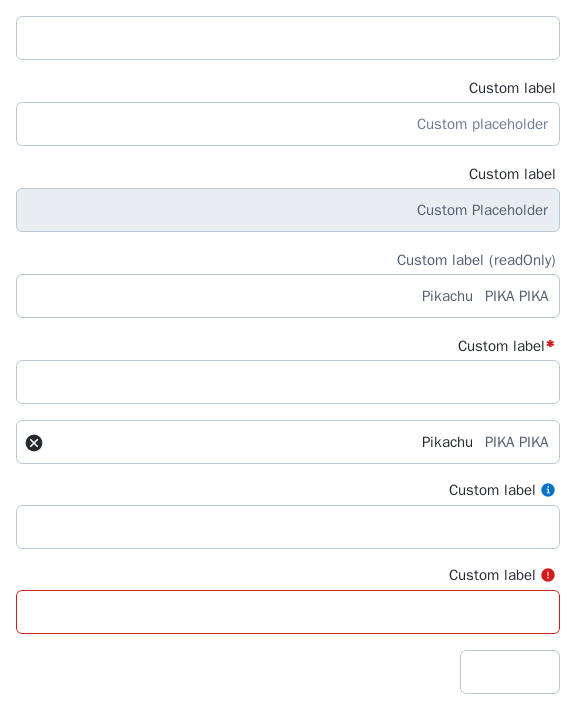 Custom label
Custom placeholder
Custom label
Custom Placeholder
Custom label (readOnly)
Pikachu PIKA PIKA
Custom label*
Pikachu PIKA PIKA
Custom label
Custom label